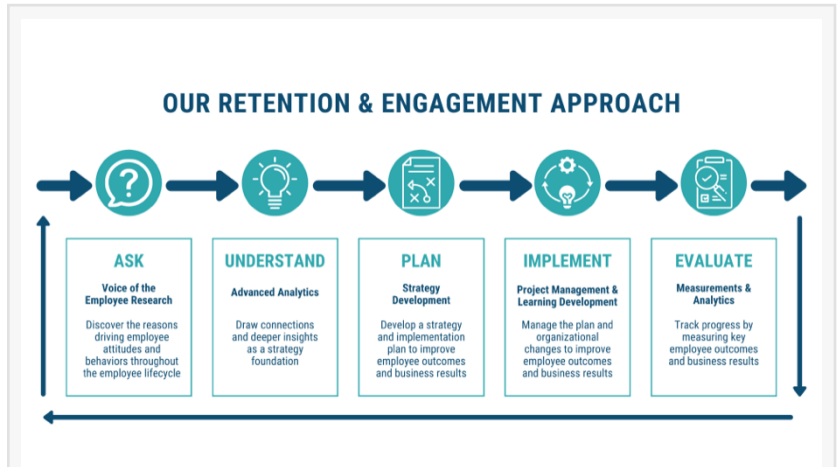 OUR RETENTION & ENGAGEMENT APPROACH
?
ASK
Voice of the
Employee Research
Discover the reasons
driving employee
attitudes and
behaviors throughout
the employee lifecycle
UNDERSTAND
Advanced Analytics
Draw connections
and deeper insights
as a strategy
foundation
PLAN
Strategy
Development
Develop a strategy
and implementation
plan to improve
employee outcomes
and business results
IMPLEMENT
Project Management &
Learning Development
Manage the plan and
organizational
changes to improve
employee outcomes
and business results
EVALUATE
Measurements &
Analytics
Track progress by
measuring key
employee outcomes
and business results